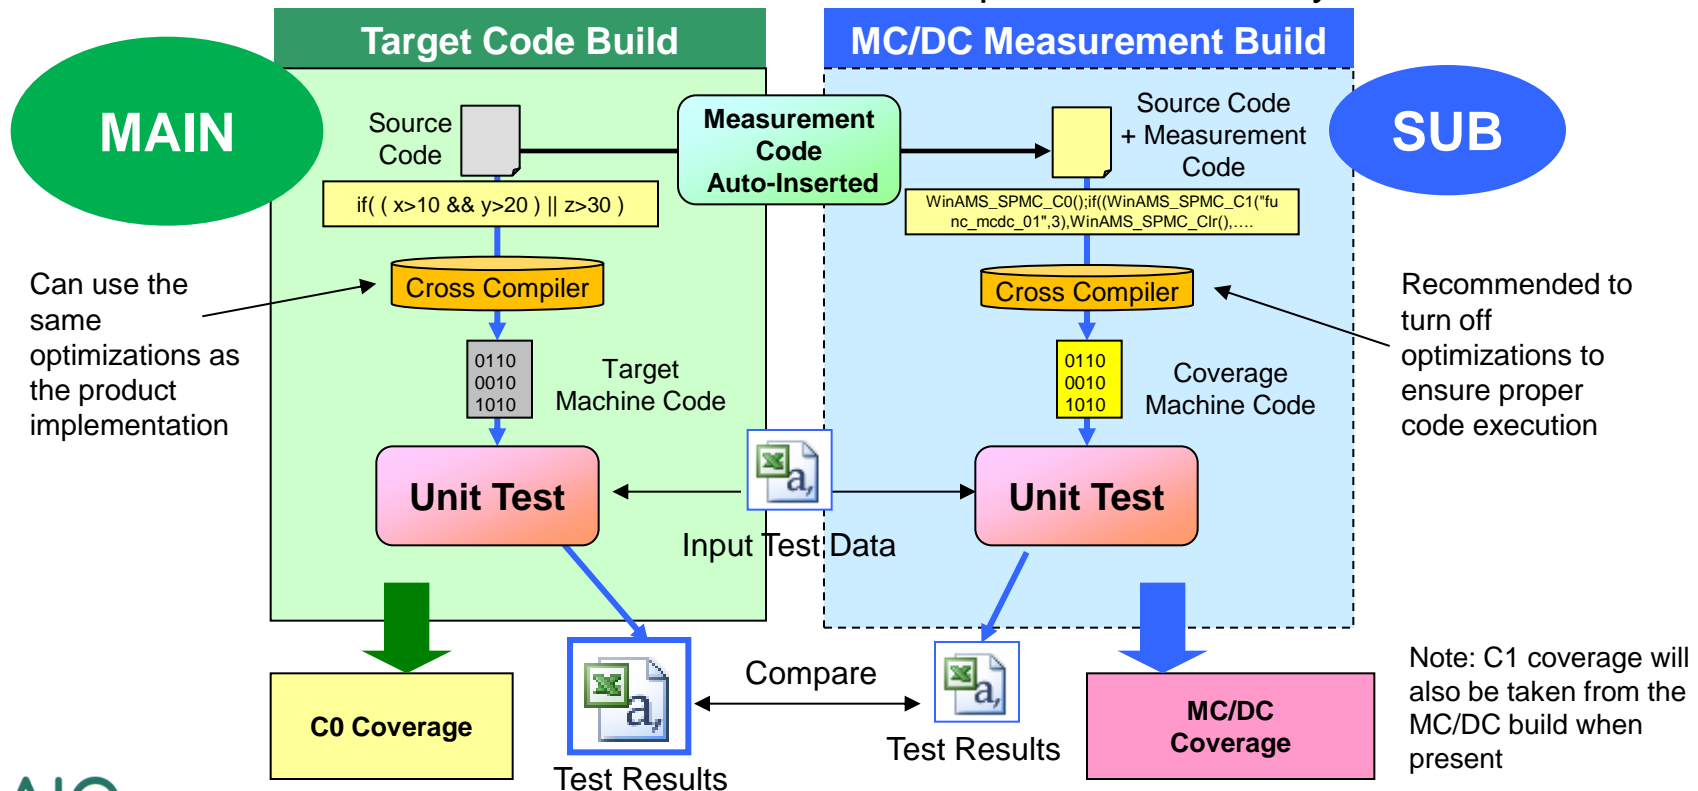 Target Code Build
MC/DC Measurement Build
MAIN
SUB
Source
Code
Measurement
Code
Auto-Inserted
Source Code
+ Measurement
Code
if( ( x>10 && y>20 ) || z>30 )
WinAMS_SPMC_C0();if((WinAMS_SPMC_C1("fu
nc_mcdc_01",3),WinAMS_SPMC_Clr(),....
Can use the
same
optimizations as
the product
implementation
Cross Compiler
Cross Compiler
Recommended to
turn off
optimizations to
ensure proper
code execution
0110
0010
1010
Target
Machine Code
0110
0010
1010
Coverage
Machine Code
Unit Test
a,
Unit Test
Input Test Data
C0 Coverage
a,
Test Results
Compare
a,
Test Results
MC/DC
Coverage
Note: C1 coverage will
also be taken from the
MC/DC build when
present